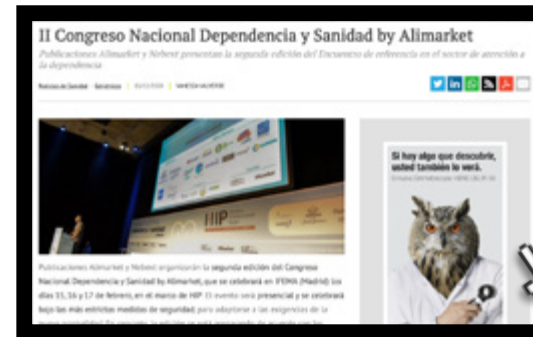 II Congreso Nacional Dependencia y Sanidad by Alimarket
Publicaciones Alimarket y Nebext presentan la segunda edición del Encuentro de referencia en el sector de atención a
la dependencia
Noticias de Sanidad
HIP
Si hay algo que descubrir,
usted también lo verá.
Publicaciones Alimarket y Nebext organizarán la segunda edición del Congreso
Nacional Dependencia y Sanidad by Alimarket, que se celebrará en IFEMA (Madrid) los
días 15, 16 y 17 de febrero, en el marco de HIP. El evento será presencial y se celebrará
bajo las más estrictas medidas de seguridad para adaptarse a las exigencias de la